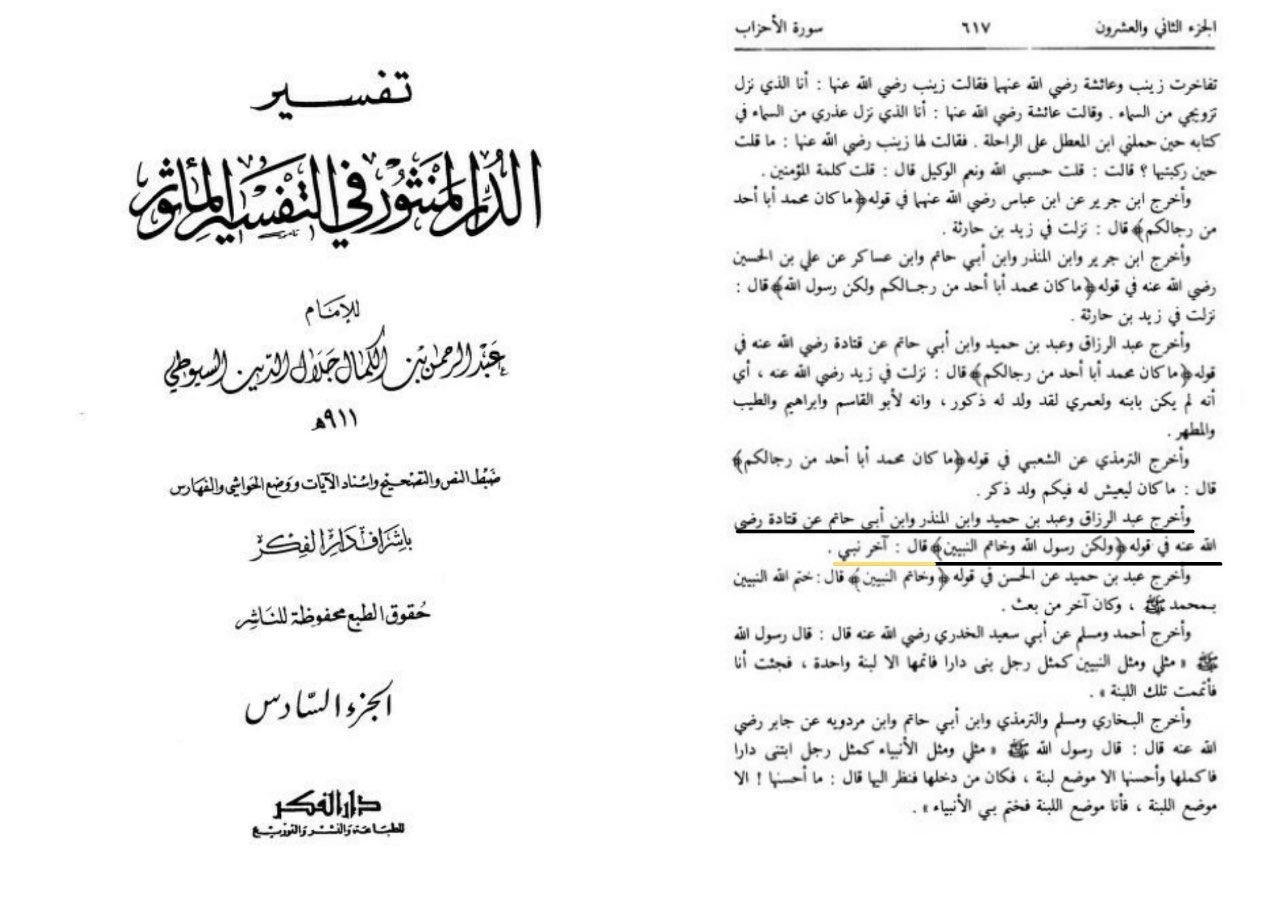 تفسير
الدر المنثور في التفسير المأثور
للإمام
عبد الرحمن بن الكمال جلال الدين السيوطي
٩١١هـ
ضبط النص والتصحيح واسناد الآيات ووضع الحواشي والفهارس
بإشراف دار الفكر
حقوق الطبع محفوظة للناشر
الجزء السادس
دار الفكر
للطباعة والنشر والتوزيع
الجزء الثاني والعشرون ٦١٧ سورة الأحزاب
تفاخرت زينب وعائشة رضي الله عنهما فقالت زينب رضي الله عنها : أنا الذي نزل
تزويجي من السماء . وقالت عائشة رضي الله عنها : أنا الذي نزل عذري من السماء في
كتابه حين حملني ابن المعطل على الراحلة . فقالت لها زينب رضي الله عنها : ما قلت
حين ركبتيها ؟ قالت : قلت حسبي الله ونعم الوكيل قال : قلت كلمة المؤمنين .
وأخرج ابن جرير عن ابن عباس رضي الله عنهما في قوله ﴿ما كان محمد أبا أحد
من رجالكم﴾ قال : نزلت في زيد بن حارثة .
وأخرج ابن جرير وابن المنذر وابن أبي حاتم وابن عساكر عن علي بن الحسين
رضي الله عنه في قوله ﴿ما كان محمد أبا أحد من رجالكم ولكن رسول الله﴾ قال :
نزلت في زيد بن حارثة .
وأخرج عبد الرزاق وعبد بن حميد وابن أبي حاتم عن قتادة رضي الله عنه في
قوله ﴿ما كان محمد أبا أحد من رجالكم﴾ قال : نزلت في زيد رضي الله عنه ، أي
أنه لم يكن بابنه ولعمري لقد ولد له ذكور ، وانه لأبو القاسم وابراهيم والطيب
والمطهر .
وأخرج الترمذي عن الشعبي في قوله ﴿ما كان محمد أبا أحد من رجالكم﴾
قال : ما كان ليعيش له فيكم ولد ذكر .
وأخرج عبد الرزاق وعبد بن حميد وابن المنذر وابن أبي حاتم عن قتادة رضي
الله عنه في قوله ﴿ولكن رسول الله وخاتم النبيين﴾ قال : آخر نبي .
وأخرج عبد بن حميد عن الحسن في قوله ﴿وخاتم النبيين﴾ قال : ختم الله النبيين
بمحمد ﷺ ، وكان آخر من بعث .
وأخرج أحمد ومسلم عن أبي سعيد الخدري رضي الله عنه قال : قال رسول الله
ﷺ « مثلي ومثل النبيين كمثل رجل بنى دارا فاتمها الا لبنة واحدة ، فجئت أنا
فأتممت تلك اللبنة » .
وأخرج البخاري ومسلم والترمذي وابن أبي حاتم وابن مردويه عن جابر رضي
الله عنه قال : قال رسول الله ﷺ « مثلي ومثل الأنبياء كمثل رجل ابتنى دارا
فاكملها وأحسنها الا موضع لبنة ، فكان من دخلها فنظر اليها قال : ما أحسنها ! الا
موضع اللبنة ، فأنا موضع اللبنة فختم بي الأنبياء » .